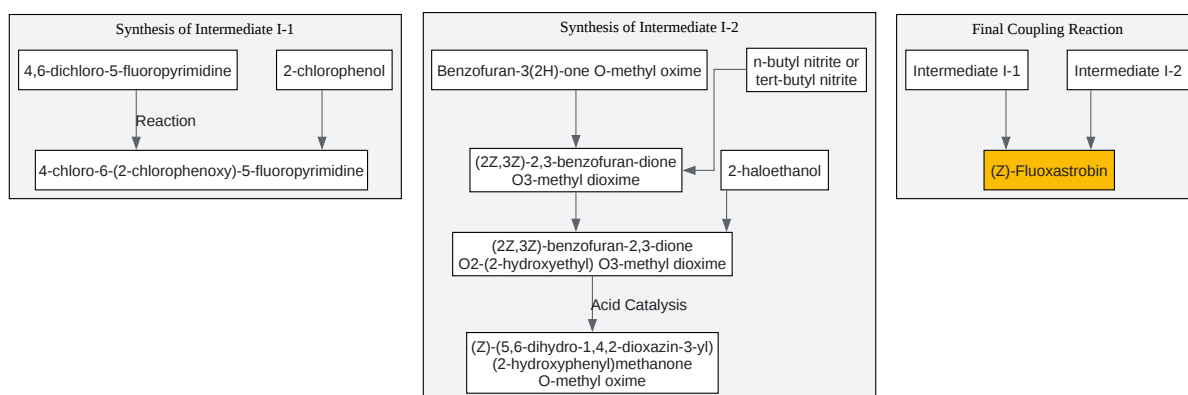 Synthesis of Intermediate I-1
4,6-dichloro-5-fluoropyrimidine
2-chlorophenol
Reaction
4-chloro-6-(2-chlorophenoxy)-5-fluoropyrimidine
Synthesis of Intermediate I-2
Benzofuran-3(2H)-one O-methyl oxime
n-butyl nitrite or
tert-butyl nitrite
(2Z,3Z)-2,3-benzofuran-dione
O3-methyl dioxime
2-haloethanol
(2Z,3Z)-benzofuran-2,3-dione
O2-(2-hydroxyethyl) O3-methyl dioxime
Acid Catalysis
(Z)-(5,6-dihydro-1,4,2-dioxazin-3-yl)
(2-hydroxyphenyl)methanone
O-methyl oxime
Final Coupling Reaction
Intermediate I-1
Intermediate I-2
(Z)-Fluoxastrobin